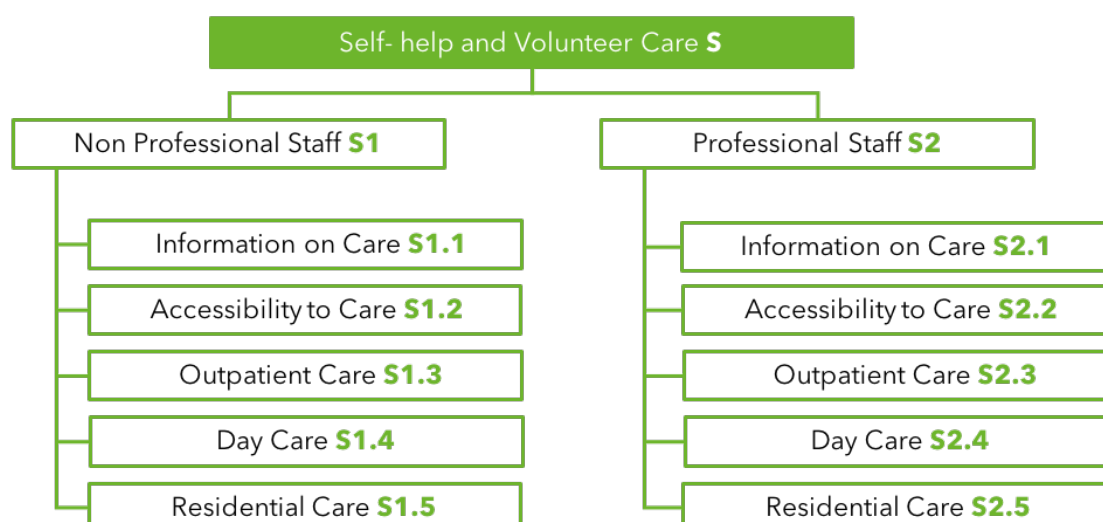 Self- help and Volunteer Care S
Non Professional Staff S1
Information on Care S1.1
Accessibility to Care S1.2
Outpatient Care S1.3
Day Care S1.4
Residential Care S1.5
Professional Staff S2
Information on Care S2.1
Accessibility to Care S2.2
Outpatient Care S2.3
Day Care S2.4
Residential Care S2.5